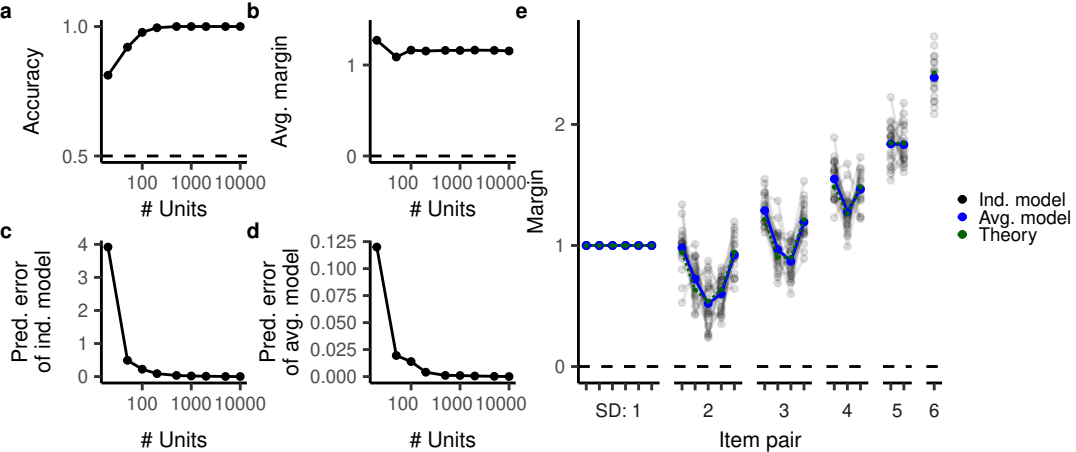 a
1.0
0.5
Accuracy
100
1000
10000
# Units
b
1
0
Avg. margin
100
1000
10000
# Units
c
4
3
2
1
0
Pred. error
of ind. model
100
1000
10000
# Units
d
0.125
0.100
0.075
0.050
0.025
0.000
Pred. error
of avg. model
100
1000
10000
# Units
e
2
1
0
Margin
SD: 1
2
3
4
5
6
Item pair
Ind. model
Avg. model
Theory